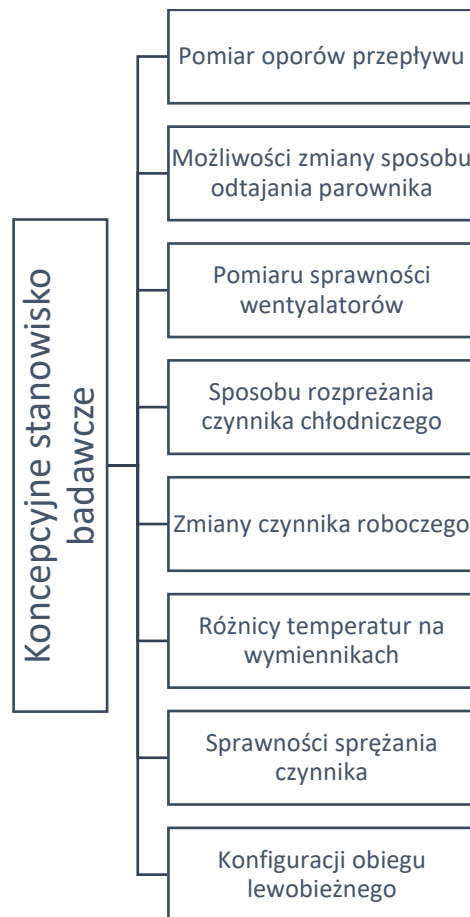 Koncepcyjne stanowisko
badawcze
Pomiar oporów przepływu
Możliwości zmiany sposobu
odtajania parownika
Pomiaru sprawności
wentyalatorów
Sposobu rozpreżania
czynnika chłodniczego
Zmiany czynnika roboczego
Różnicy temperatur na
wymiennikach
Sprawności sprężania
czynnika
Konfiguracji obiegu
lewobieżnego